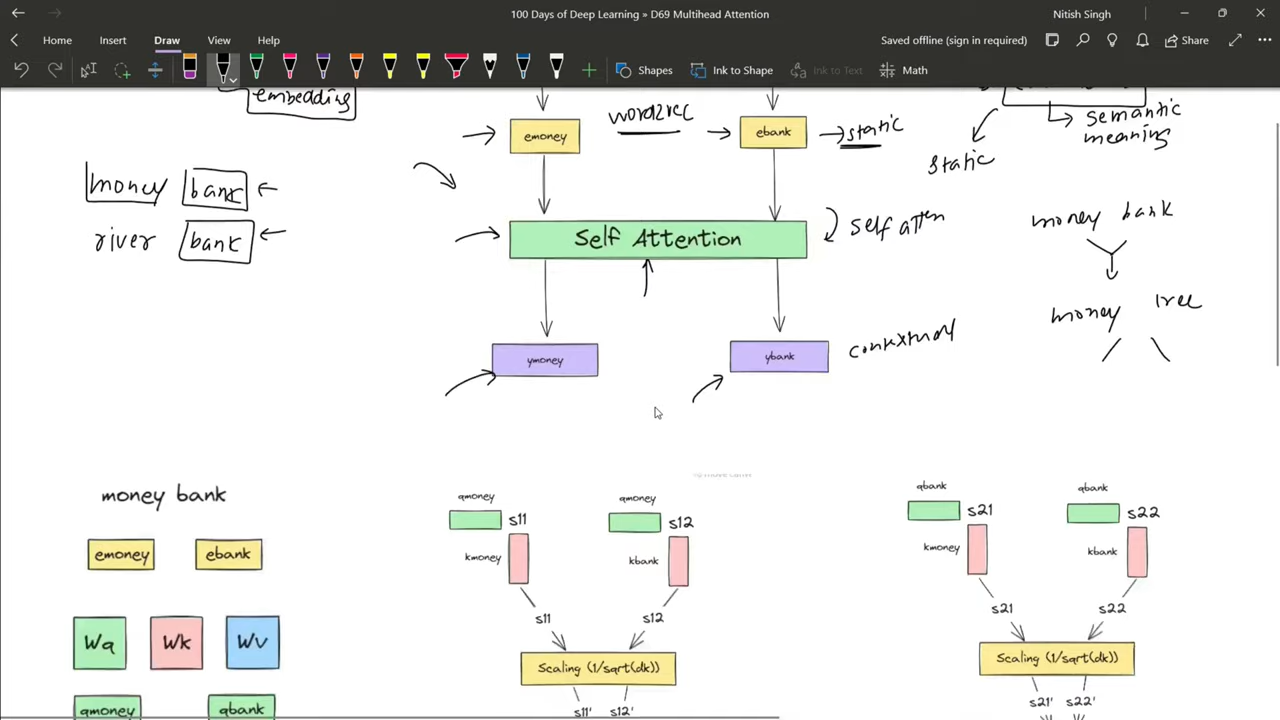 100 Days of Deep Learning » D69 Multihead Attention
Nitish Singh
Home Insert Draw View Help
Saved offline (sign in required)
Share
Shapes
Ink to Shape
Ink to Text
Math
embedding
word2vec
semantic
meaning
emoney
ebank
static
static
money bank
river bank
Self Attention
self atten
money bank
money tree
ymoney
ybank
contextual
money bank
qmoney
s11
qmoney
s12
qbank
s21
qbank
s22
kmoney
kbank
kmoney
kbank
emoney
ebank
s11
s12
s21
s22
Wq
Wk
Wv
Scaling (1/sqrt(dk))
Scaling (1/sqrt(dk))
qmoney
qbank
s11'
s12'
s21'
s22'